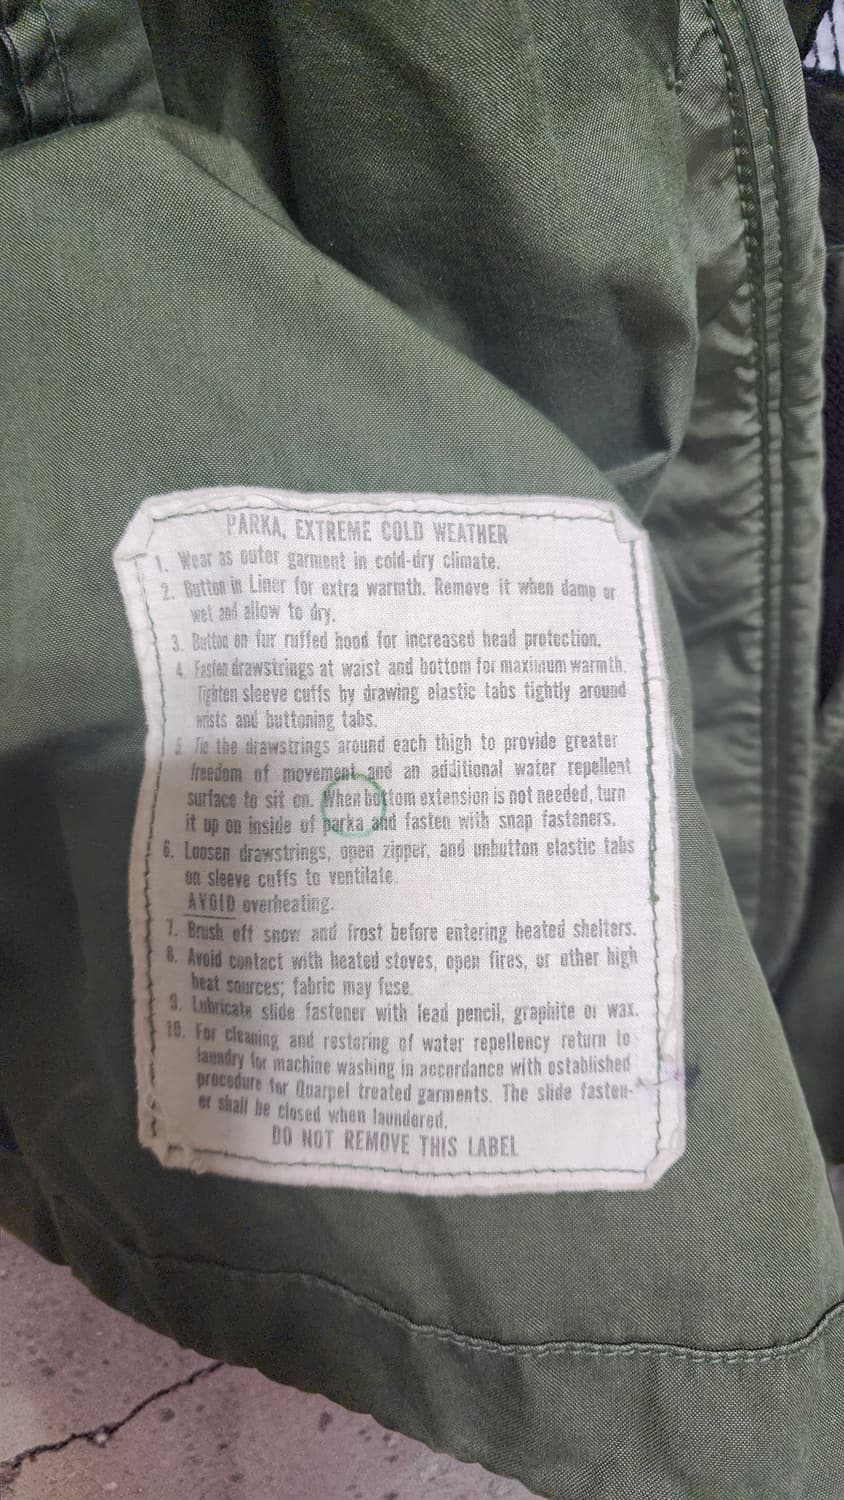 PARKA, EXTREME COLD WEATHER
1. Wear as outer garment in cold-dry climate.
2. Button in Liner for extra warmth. Remove it when damp or
wet and allow to dry.
3. Button on fur ruffed hood for increased head protection.
4. Fasten drawstrings at waist and bottom for maximum warmth.
Tighten sleeve cuffs by drawing elastic tabs tightly around
wrists and buttoning tabs.
5. Tie the drawstrings around each thigh to provide greater
freedom of movement and an additional water repellent
surface to sit on. When bottom extension is not needed, turn
it up on inside of parka and fasten with snap fasteners.
6. Loosen drawstrings, open zipper, and unbutton elastic tabs
on sleeve cuffs to ventilate.
AVOID overheating.
7. Brush off snow and frost before entering heated shelters.
8. Avoid contact with heated stoves, open fires, or other high
heat sources; fabric may fuse.
9. Lubricate slide fastener with lead pencil, graphite or wax.
10. For cleaning and restoring of water repellency return to
laundry for machine washing in accordance with established
procedure for Quarpel treated garments. The slide fasten-
er shall be closed when laundered.
DO NOT REMOVE THIS LABEL